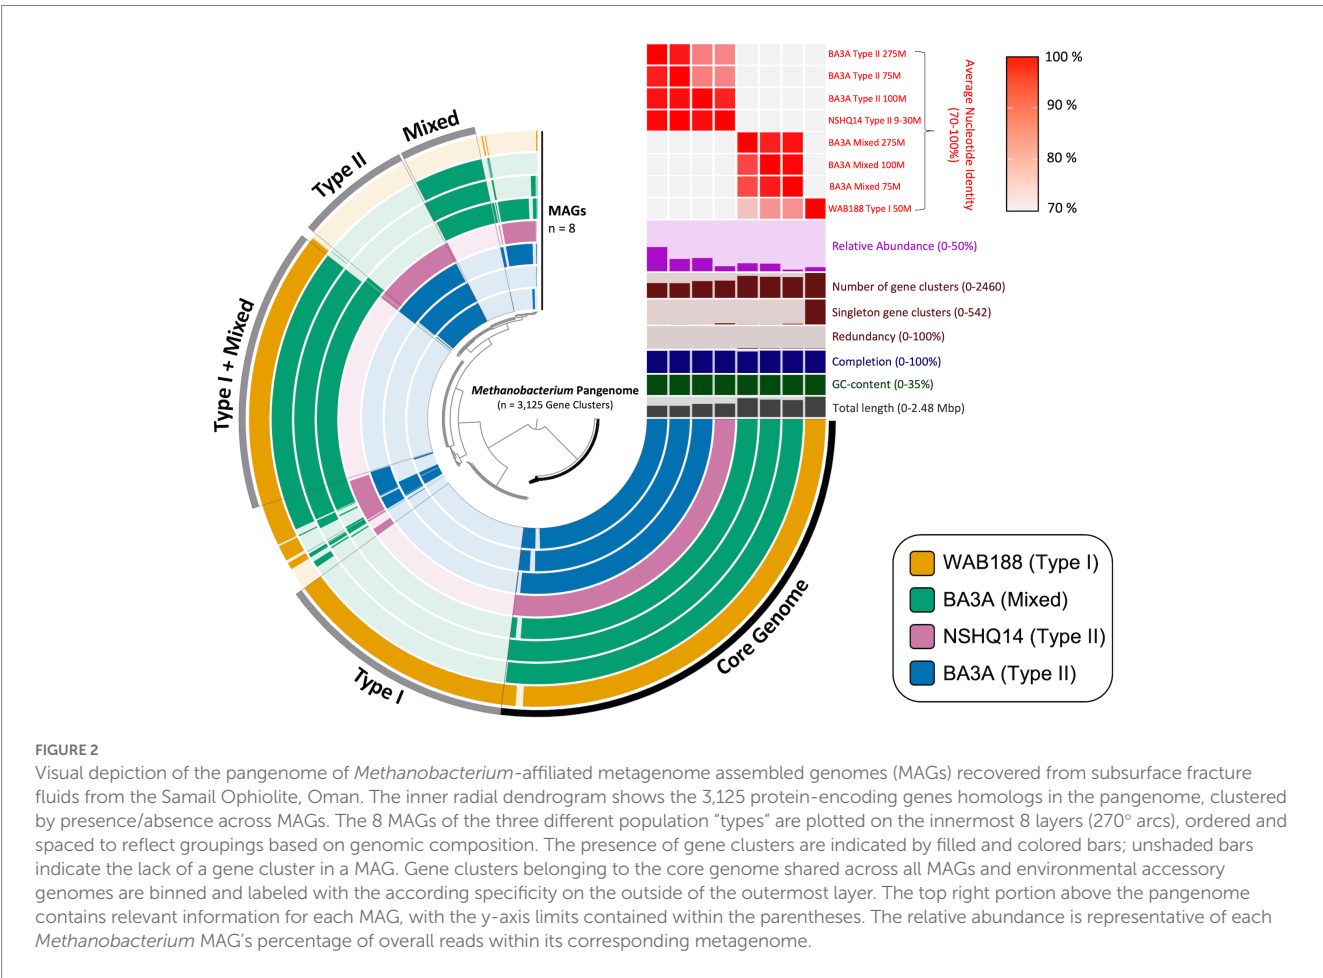 BA3A Type II 275M
BA3A Type II 75M
BA3A Type II 100M
NSHQ14 Type II 9-30M
BA3A Mixed 275M
BA3A Mixed 100M
BA3A Mixed 75M
WAB188 Type I 50M
Average Nucleotide Identity
(70-100%)
100 %
90 %
80 %
70 %
Relative Abundance (0-50%)
Number of gene clusters (0-2460)
Singleton gene clusters (0-542)
Redundancy (0-100%)
Completion (0-100%)
GC-content (0-35%)
Total length (0-2.48 Mbp)
Mixed
Type II
MAGs
n = 8
Type I + Mixed
Methanobacterium Pangenome
(n = 3,125 Gene Clusters)
Type I
Core Genome
WAB188 (Type I)
BA3A (Mixed)
NSHQ14 (Type II)
BA3A (Type II)
FIGURE 2
Visual depiction of the pangenome of Methanobacterium-affiliated metagenome assembled genomes (MAGs) recovered from subsurface fracture
fluids from the Samail Ophiolite, Oman. The inner radial dendrogram shows the 3,125 protein-encoding genes homologs in the pangenome, clustered
by presence/absence across MAGs. The 8 MAGs of the three different population "types" are plotted on the innermost 8 layers (270° arcs), ordered and
spaced to reflect groupings based on genomic composition. The presence of gene clusters are indicated by filled and colored bars; unshaded bars
indicate the lack of a gene cluster in a MAG. Gene clusters belonging to the core genome shared across all MAGs and environmental accessory
genomes are binned and labeled with the according specificity on the outside of the outermost layer. The top right portion above the pangenome
contains relevant information for each MAG, with the y-axis limits contained within the parentheses. The relative abundance is representative of each
Methanobacterium MAG's percentage of overall reads within its corresponding metagenome.